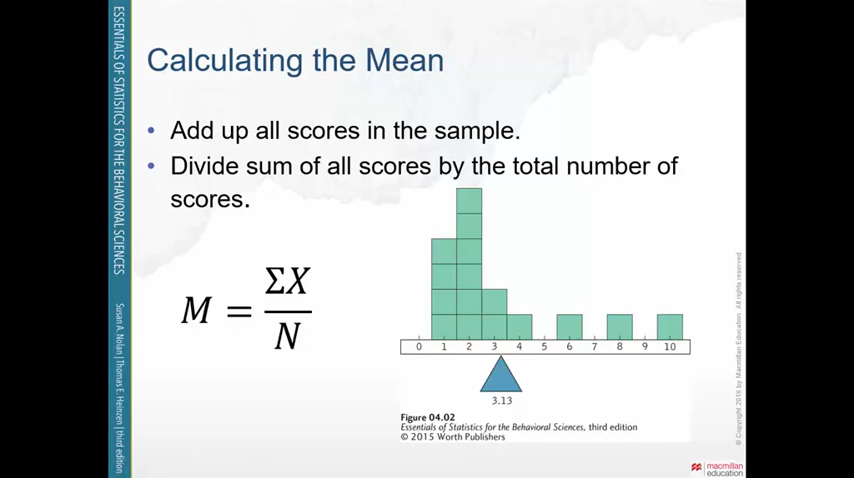 Calculating the Mean
• Add up all scores in the sample.
• Divide sum of all scores by the total number of
scores.
M = ΣX / N
0 1 2 3 4 5 6 7 8 9 10
3.13
Figure 04.02
Essentials of Statistics for the Behavioral Sciences, third edition
© 2015 Worth Publishers
ESSENTIALS OF STATISTICS FOR THE BEHAVIORAL SCIENCES
Susan A. Nolan | Thomas E. Heinzen | third edition
© Copyright 2016 by Macmillan Education All rights reserved
macmillan
education